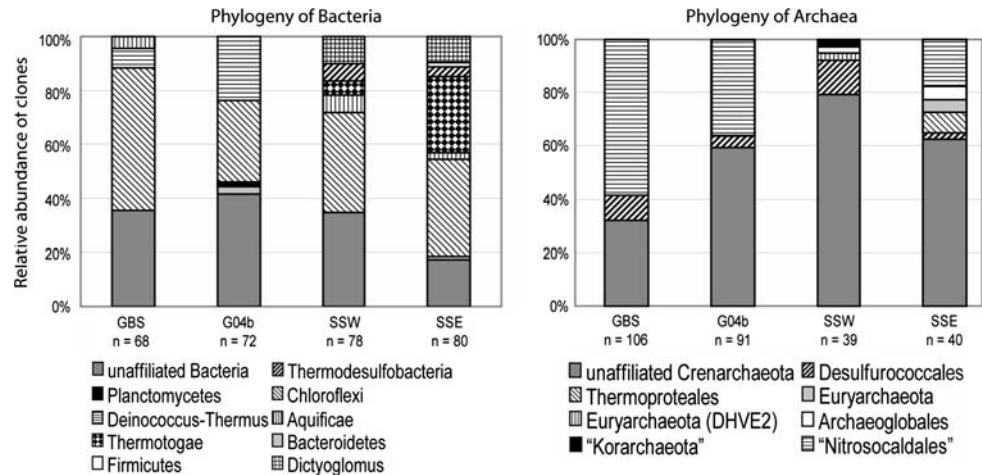 Phylogeny of Bacteria
Relative abundance of clones
100%
80%
60%
40%
20%
0%
GBS
n = 68
G04b
n = 72
SSW
n = 78
SSE
n = 80
unaffiliated Bacteria
Thermodesulfobacteria
Planctomycetes
Chloroflexi
Deinococcus-Thermus
Aquificae
Thermotogae
Bacteroidetes
Firmicutes
Dictyoglomus
Phylogeny of Archaea
100%
80%
60%
40%
20%
0%
GBS
n = 106
G04b
n = 91
SSW
n = 39
SSE
n = 40
unaffiliated Crenarchaeota
Desulfurococcales
Thermoproteales
Euryarchaeota
Euryarchaeota (DHVE2)
Archaeoglobales
"Korarchaeota"
"Nitrosocaldales"